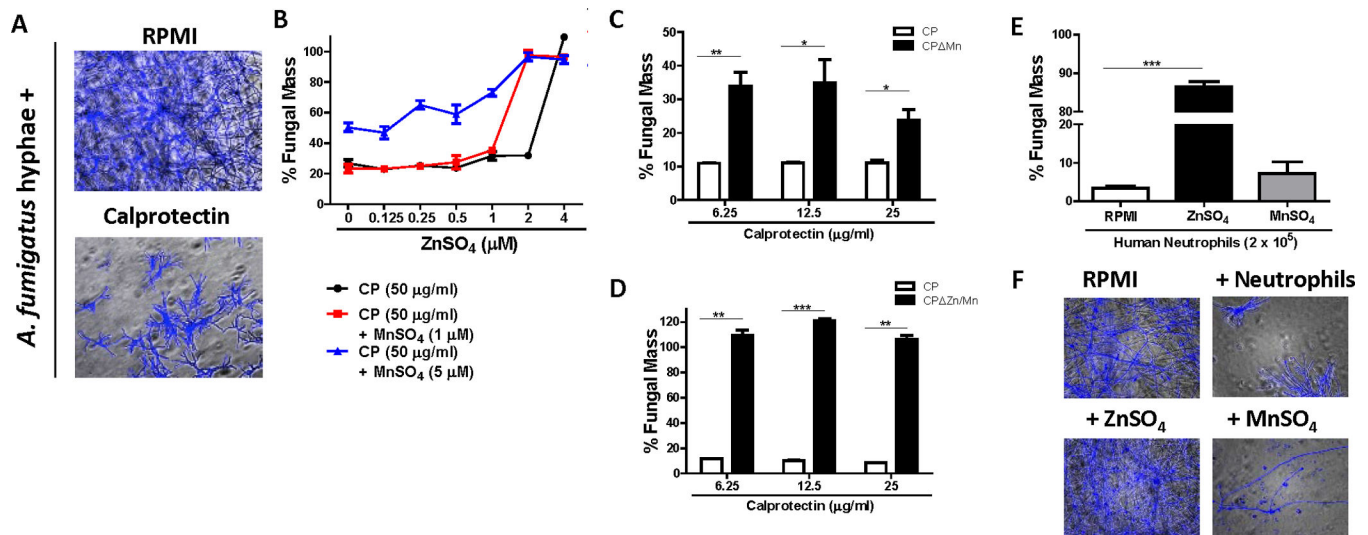 A
RPMI
A. fumigatus hyphae +
Calprotectin
B
% Fungal Mass
100
80
60
40
20
0
0 0.125 0.25 0.5 1 2 4
ZnSO4 (μM)
CP (50 μg/ml)
CP (50 μg/ml)
+ MnSO4 (1 μM)
CP (50 μg/ml)
+ MnSO4 (5 μM)
C
CP
CPΔMn
% Fungal Mass
50
40
30
20
10
0
** * *
6.25 12.5 25
Calprotectin (μg/ml)
D
CP
CPΔZn/Mn
% Fungal Mass
120
100
80
60
40
20
0
** *** **
6.25 12.5 25
Calprotectin (μg/ml)
E
% Fungal Mass
100
90
80
20
10
0
***
RPMI ZnSO4 MnSO4
Human Neutrophils (2 x 10⁵)
F
RPMI + Neutrophils
+ ZnSO4 + MnSO4